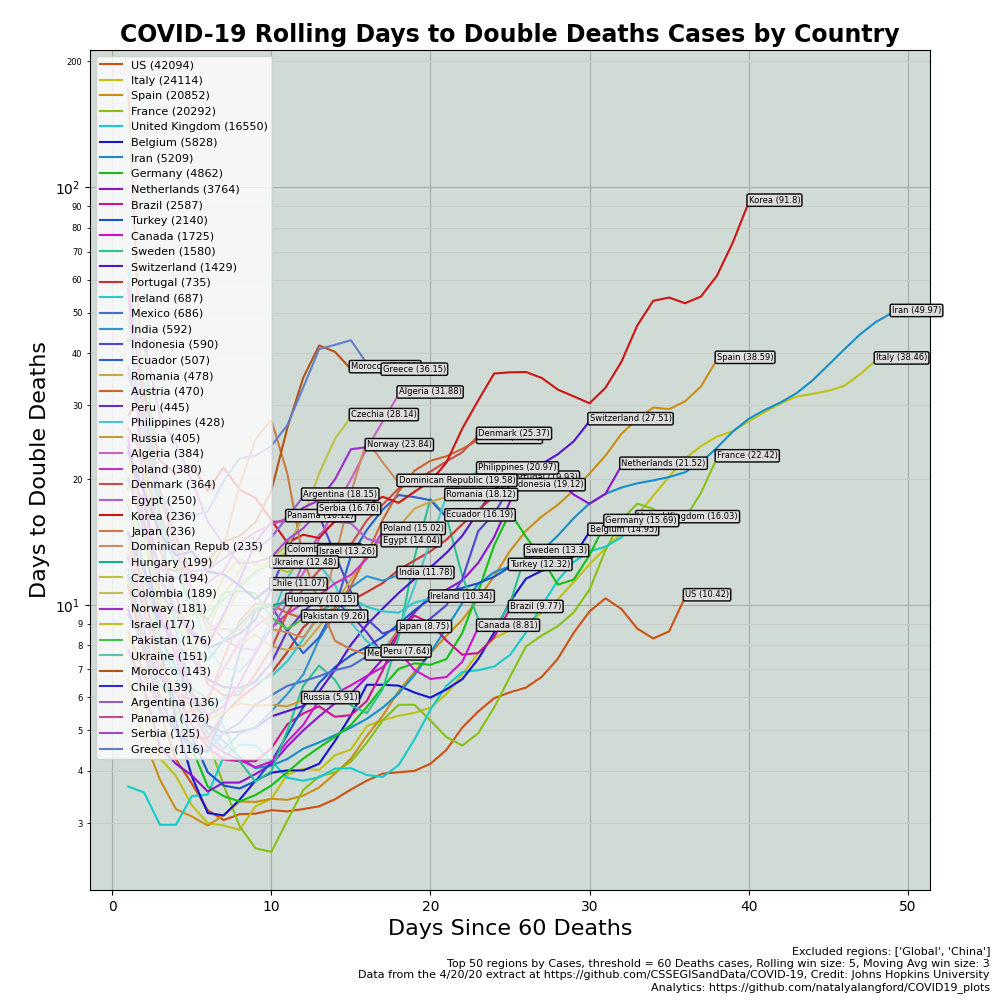 COVID-19 Rolling Days to Double Deaths Cases by Country
US (42094)
Italy (24114)
Spain (20852)
France (20292)
United Kingdom (16550)
Belgium (5828)
Iran (5209)
Germany (4862)
Netherlands (3764)
Brazil (2587)
Turkey (2140)
Canada (1725)
Sweden (1580)
Switzerland (1429)
Portugal (735)
Ireland (687)
Mexico (686)
India (592)
Indonesia (590)
Ecuador (507)
Romania (478)
Austria (470)
Peru (445)
Philippines (428)
Russia (405)
Algeria (384)
Poland (380)
Denmark (364)
Egypt (250)
Korea (236)
Japan (236)
Dominican Repub (235)
Hungary (199)
Czechia (194)
Colombia (189)
Norway (181)
Israel (177)
Pakistan (176)
Ukraine (151)
Morocco (143)
Chile (139)
Argentina (136)
Panama (126)
Serbia (125)
Greece (116)
Korea (91.8)
Iran (49.97)
Spain (38.59)
Italy (38.46)
Greece (36.15)
Algeria (31.88)
Czechia (28.14)
Switzerland (27.51)
Denmark (25.37)
Norway (23.84)
France (22.42)
Netherlands (21.52)
Philippines (20.97)
Dominican Republic (19.58)
(19.12)
Argentina (18.15)
Romania (18.12)
Serbia (16.76)
Ecuador (16.19)
(16.03)
Germany (15.69)
Poland (15.02)
Egypt (14.04)
Sweden (13.3)
Israel (13.26)
Ukraine (12.48)
Turkey (12.32)
India (11.78)
Chile (11.07)
US (10.42)
Ireland (10.34)
Hungary (10.15)
Brazil (9.77)
Pakistan (9.26)
Canada (8.81)
Japan (8.75)
Peru (7.64)
Russia (5.91)
200
10²
90
80
70
60
50
40
30
20
10¹
9
8
7
6
5
4
3
Days to Double Deaths
0 10 20 30 40 50
Days Since 60 Deaths
Excluded regions: ['Global', 'China']
Top 50 regions by Cases, threshold = 60 Deaths cases, Rolling win size: 5, Moving Avg win size: 3
Data from the 4/20/20 extract at https://github.com/CSSEGISandData/COVID-19, Credit: Johns Hopkins University
Analytics: https://github.com/natalyalangford/COVID19_plots